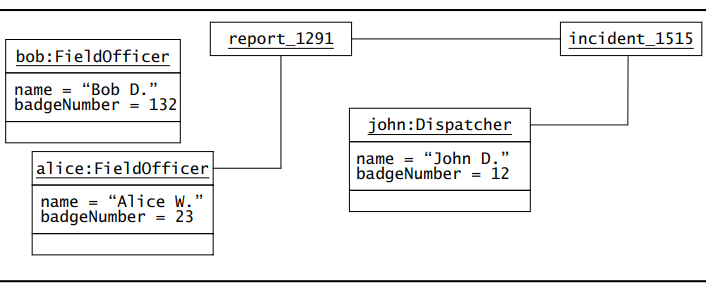 report_1291
incident_1515
bob:FieldOfficer
name = “Bob D.”
badgeNumber = 132
john:Dispatcher
name = “John D.”
badgeNumber = 12
alice:FieldOfficer
name = “Alice W.”
badgeNumber = 23